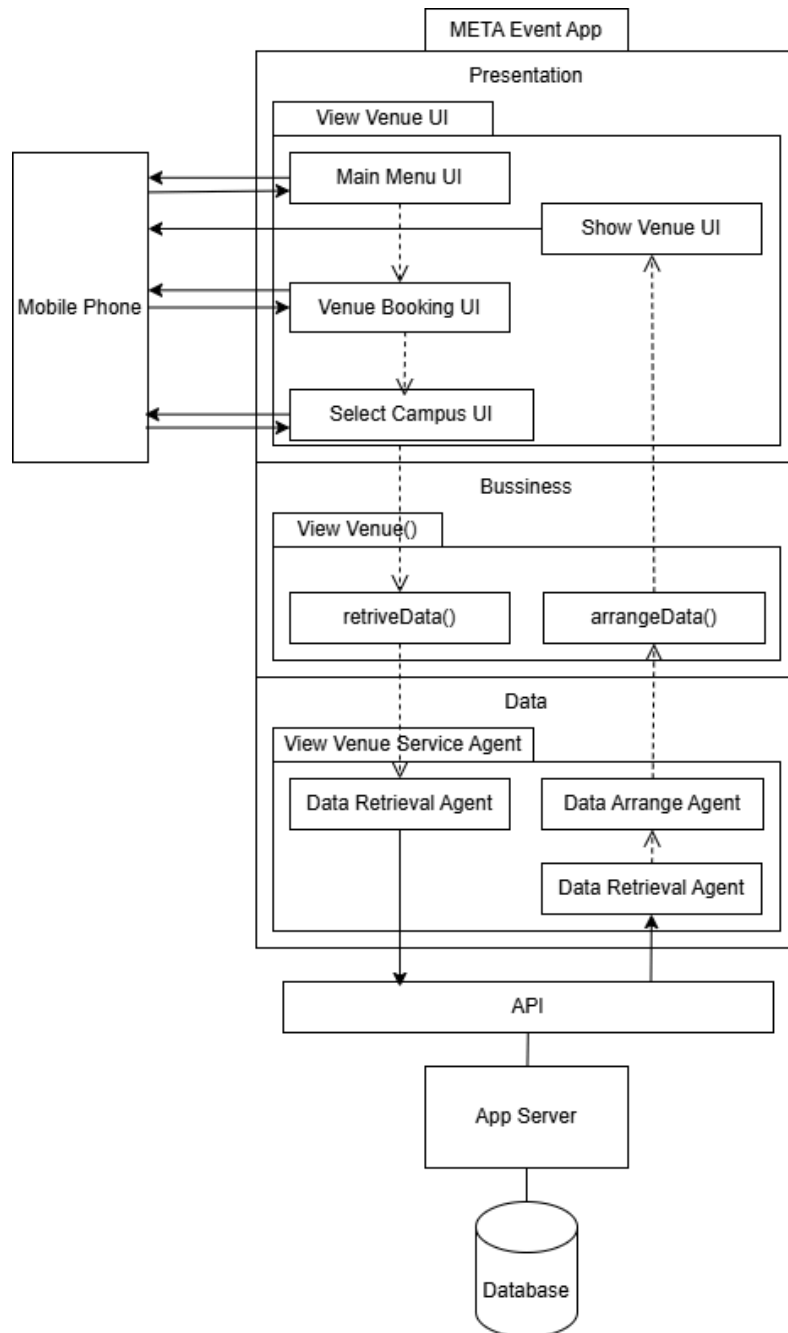 META Event App
Presentation
View Venue UI
Main Menu UI
Show Venue UI
Mobile Phone
Venue Booking UI
Select Campus UI
Bussiness
View Venue()
retriveData()
arrangeData()
Data
View Venue Service Agent
Data Retrieval Agent
Data Arrange Agent
Data Retrieval Agent
API
App Server
Database